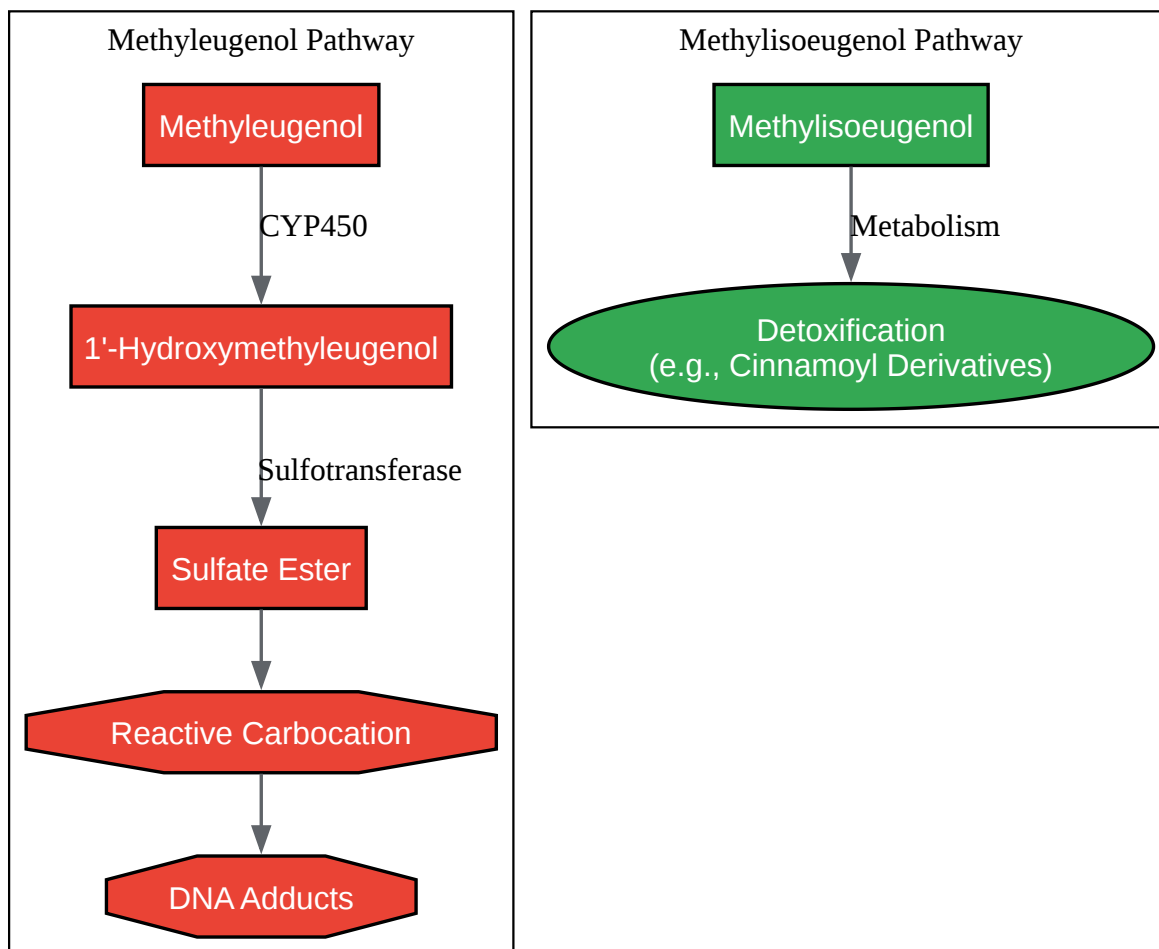 Methyleugenol Pathway
Methyleugenol
CYP450
1'-Hydroxymethyleugenol
Sulfotransferase
Sulfate Ester
Reactive Carbocation
DNA Adducts
Methylisoeugenol Pathway
Methylisoeugenol
Metabolism
Detoxification
(e.g., Cinnamoyl Derivatives)